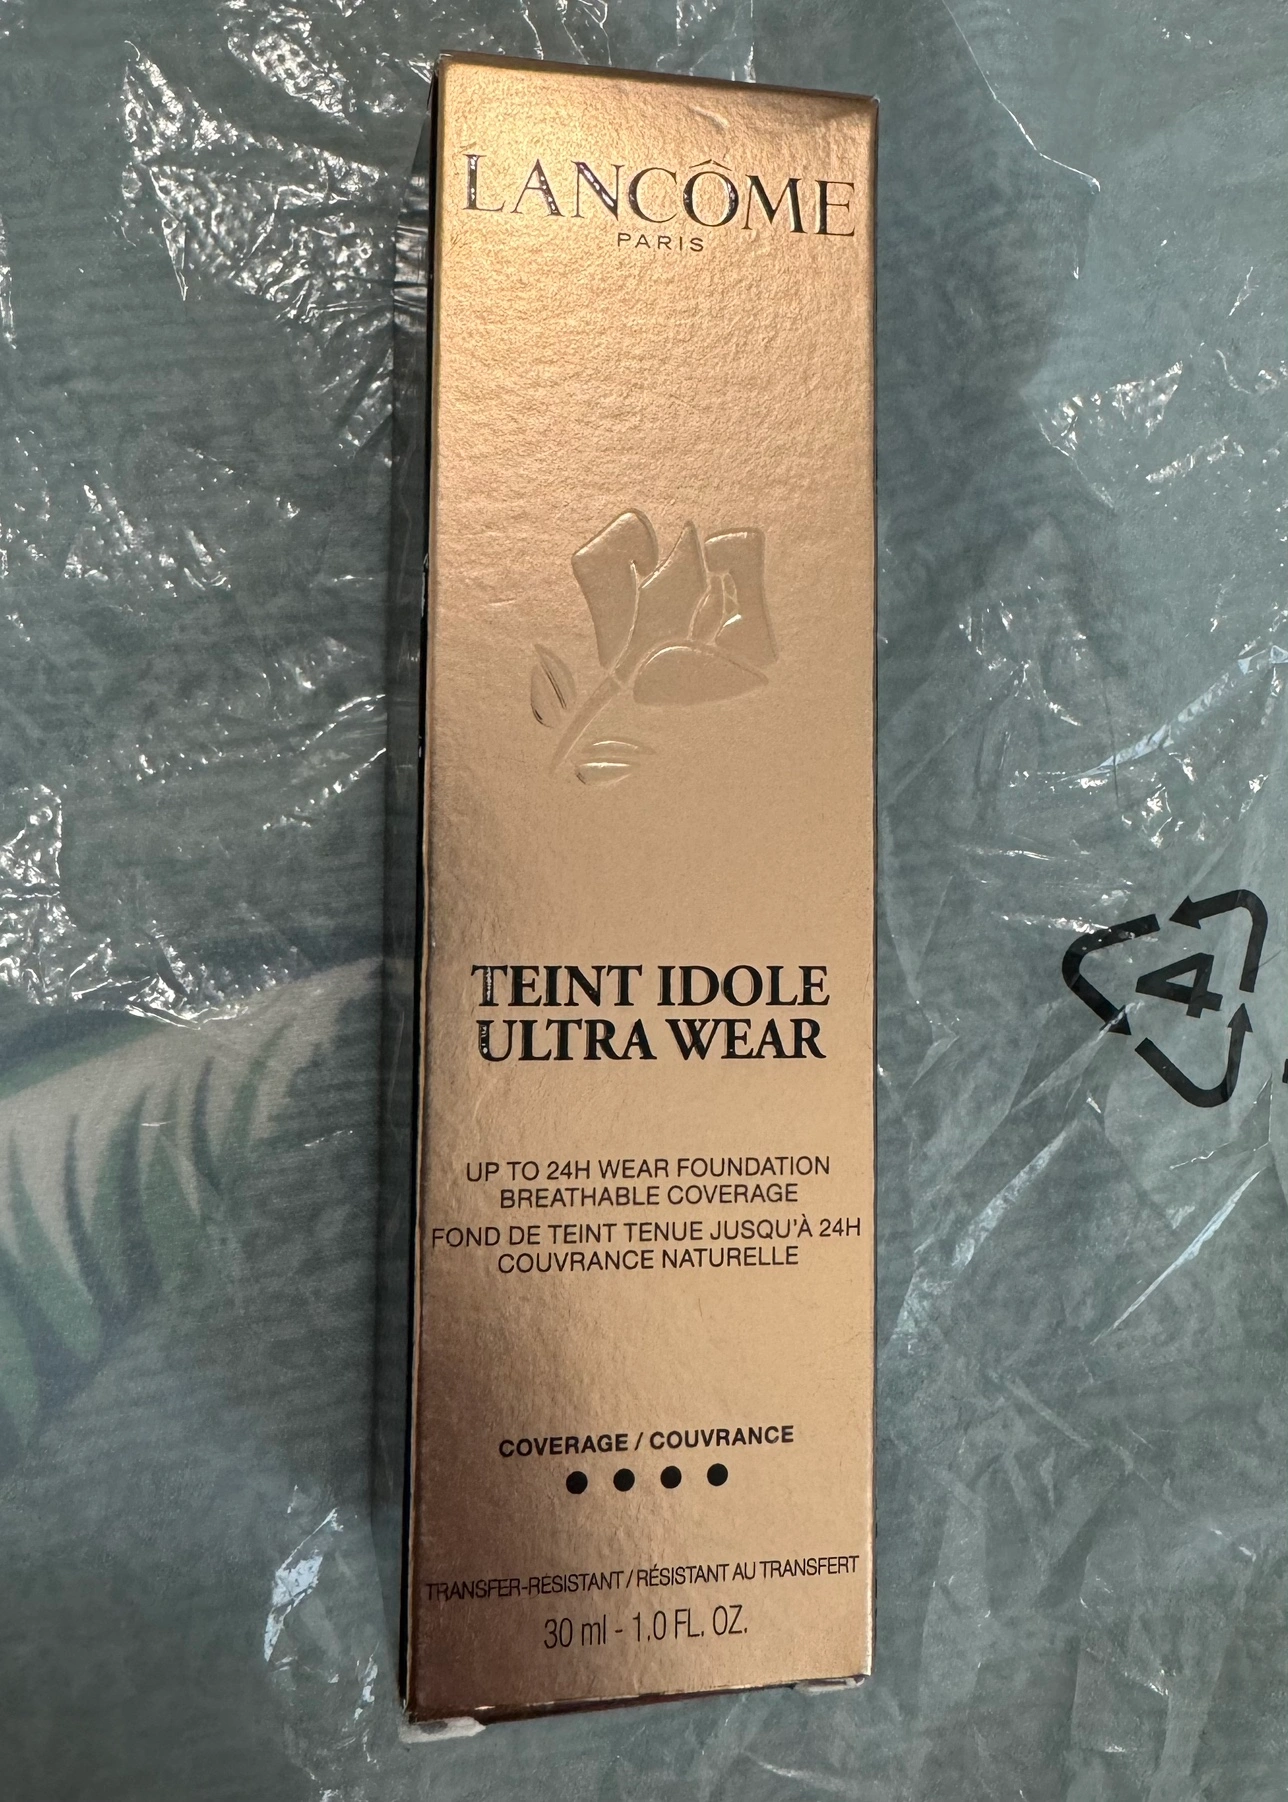 LANCÔME
PARIS
TEINT IDOLE
ULTRA WEAR
UP TO 24H WEAR FOUNDATION
BREATHABLE COVERAGE
FOND DE TEINT TENUE JUSQU'À 24H
COUVRANCE NATURELLE
COVERAGE / COUVRANCE
TRANSFER-RESISTANT / RÉSISTANT AU TRANSFERT
30 ml - 1.0 FL. OZ.
4